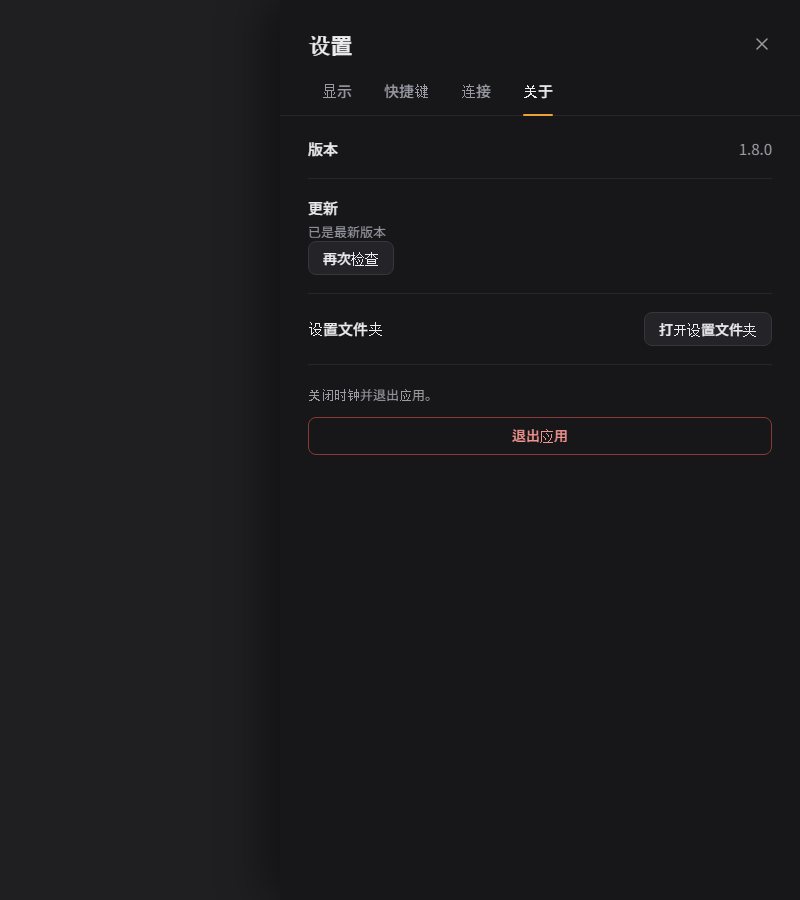 设置
显示 快捷键 连接 关于
版本 1.8.0
更新
已是最新版本
再次检查
设置文件夹 打开设置文件夹
关闭时钟并退出应用。
退出应用